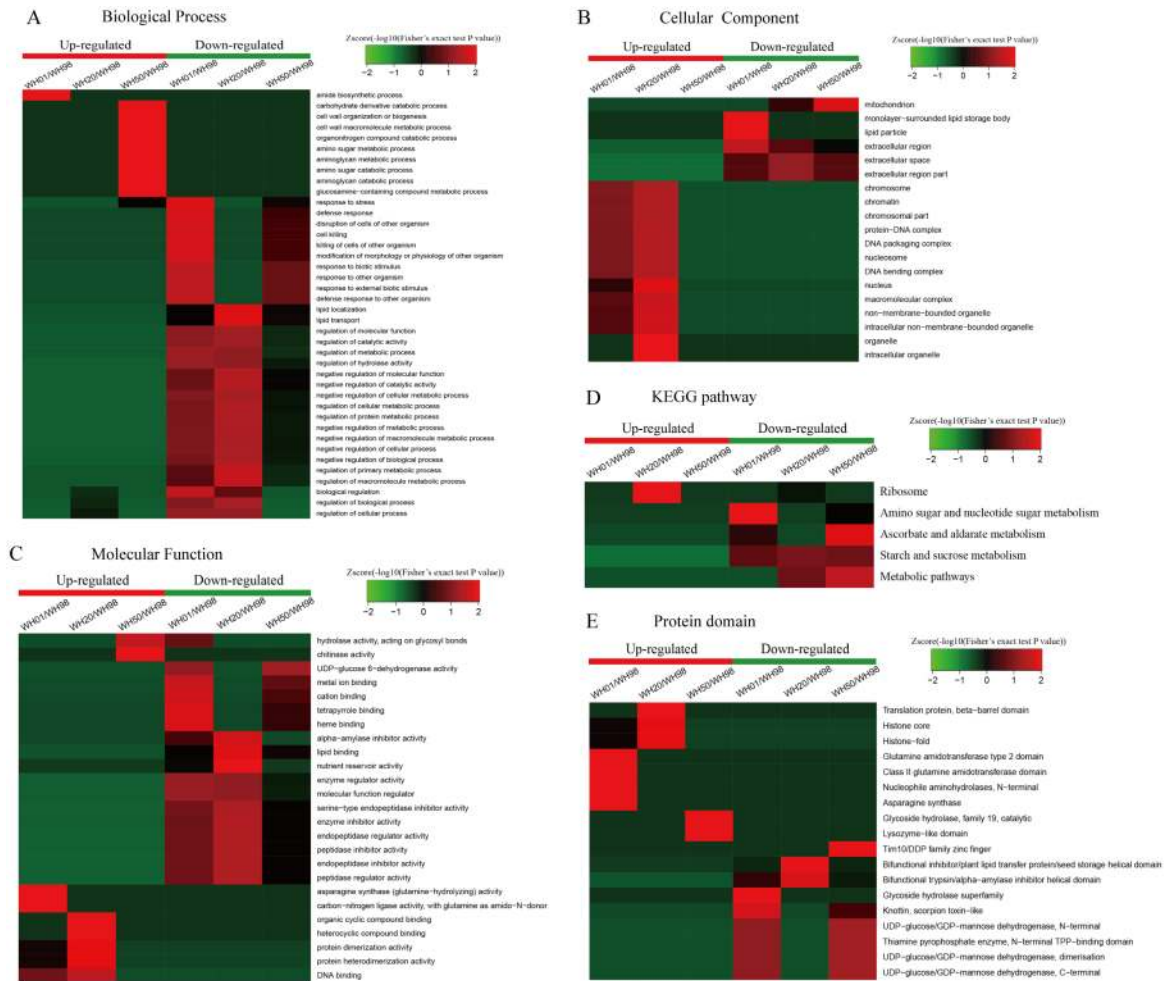 A Biological Process
Up-regulated Down-regulated
Zscore(-log10(Fisher's exact test P value))
-2 -1 0 1 2
WH01/WH98 WH20/WH98 WH50/WH98 WH01/WH98 WH20/WH98 WH50/WH98
amide biosynthetic process
carbohydrate derivative catabolic process
cell wall organization or biogenesis
cell wall macromolecule metabolic process
organonitrogen compound catabolic process
amino sugar metabolic process
aminoglycan metabolic process
amino sugar catabolic process
aminoglycan catabolic process
glucosamine-containing compound metabolic process
response to stress
defense response
disruption of cells of other organism
cell killing
killing of cells of other organism
modification of morphology or physiology of other organism
response to biotic stimulus
response to other organism
response to external biotic stimulus
defense response to other organism
lipid localization
lipid transport
regulation of molecular function
regulation of catalytic activity
regulation of metabolic process
regulation of hydrolase activity
negative regulation of molecular function
negative regulation of catalytic activity
negative regulation of cellular metabolic process
regulation of cellular metabolic process
regulation of protein metabolic process
negative regulation of metabolic process
negative regulation of macromolecule metabolic process
negative regulation of cellular process
negative regulation of biological process
regulation of primary metabolic process
regulation of macromolecule metabolic process
biological regulation
regulation of biological process
regulation of cellular process
B Cellular Component
Up-regulated Down-regulated
Zscore(-log10(Fisher's exact test P value))
-2 -1 0 1 2
WH01/WH98 WH20/WH98 WH50/WH98 WH01/WH98 WH20/WH98 WH50/WH98
mitochondrion
monolayer-surrounded lipid storage body
lipid particle
extracellular region
extracellular space
extracellular region part
chromosome
chromatin
chromosomal part
protein-DNA complex
DNA packaging complex
nucleosome
DNA bending complex
nucleus
macromolecular complex
non-membrane-bounded organelle
intracellular non-membrane-bounded organelle
organelle
intracellular organelle
C Molecular Function
Up-regulated Down-regulated
Zscore(-log10(Fisher's exact test P value))
-2 -1 0 1 2
WH01/WH98 WH20/WH98 WH50/WH98 WH01/WH98 WH20/WH98 WH50/WH98
hydrolase activity, acting on glycosyl bonds
chitinase activity
UDP-glucose 6-dehydrogenase activity
metal ion binding
cation binding
tetrapyrrole binding
heme binding
alpha-amylase inhibitor activity
lipid binding
nutrient reservoir activity
enzyme regulator activity
molecular function regulator
serine-type endopeptidase inhibitor activity
enzyme inhibitor activity
endopeptidase regulator activity
peptidase inhibitor activity
endopeptidase inhibitor activity
peptidase regulator activity
asparagine synthase (glutamine-hydrolyzing) activity
carbon-nitrogen ligase activity, with glutamine as amido-N-donor
organic cyclic compound binding
heterocyclic compound binding
protein dimerization activity
protein heterodimerization activity
DNA binding
D KEGG pathway
Up-regulated Down-regulated
Zscore(-log10(Fisher's exact test P value))
-2 -1 0 1 2
WH01/WH98 WH20/WH98 WH50/WH98 WH01/WH98 WH20/WH98 WH50/WH98
Ribosome
Amino sugar and nucleotide sugar metabolism
Ascorbate and aldarate metabolism
Starch and sucrose metabolism
Metabolic pathways
E Protein domain
Up-regulated Down-regulated
Zscore(-log10(Fisher's exact test P value))
-2 -1 0 1 2
WH01/WH98 WH20/WH98 WH50/WH98 WH01/WH98 WH20/WH98 WH50/WH98
Translation protein, beta-barrel domain
Histone core
Histone-fold
Glutamine amidotransferase type 2 domain
Class II glutamine amidotransferase domain
Nucleophile aminohydrolases, N-terminal
Asparagine synthase
Glycoside hydrolase, family 19, catalytic
Lysozyme-like domain
Tim10/DDP family zinc finger
Bifunctional inhibitor/plant lipid transfer protein/seed storage helical domain
Bifunctional trypsin/alpha-amylase inhibitor helical domain
Glycoside hydrolase superfamily
Knottin, scorpion toxin-like
UDP-glucose/GDP-mannose dehydrogenase, N-terminal
Thiamine pyrophosphate enzyme, N-terminal TPP-binding domain
UDP-glucose/GDP-mannose dehydrogenase, dimerisation
UDP-glucose/GDP-mannose dehydrogenase, C-terminal